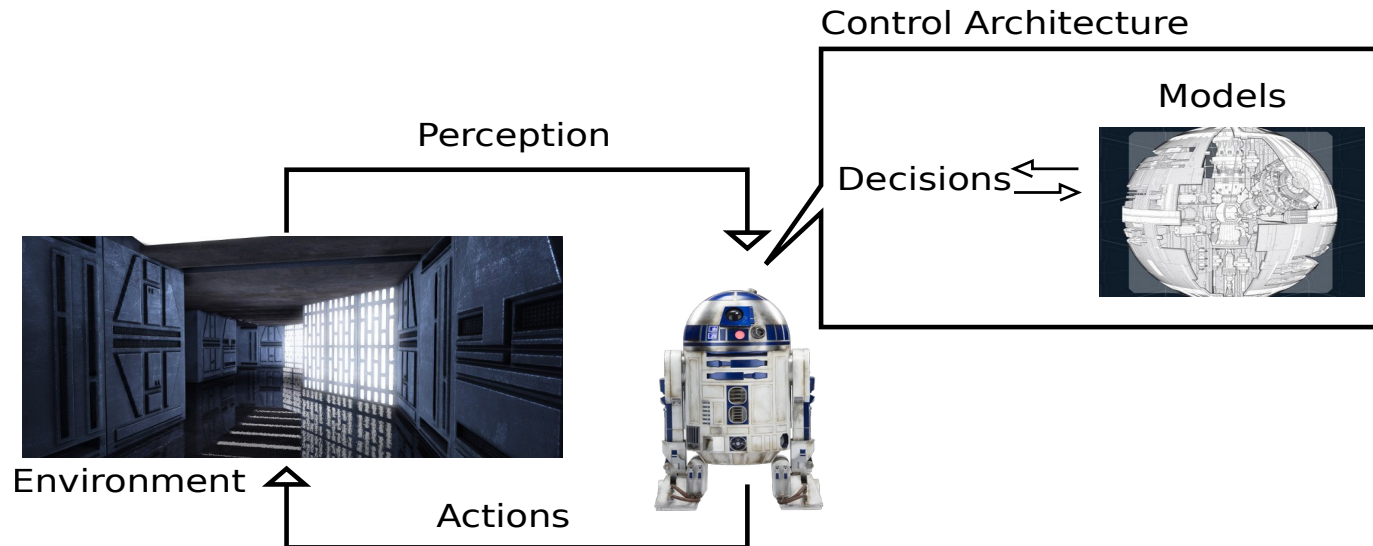 Control Architecture
Models
Perception
Decisions
Environment
Actions